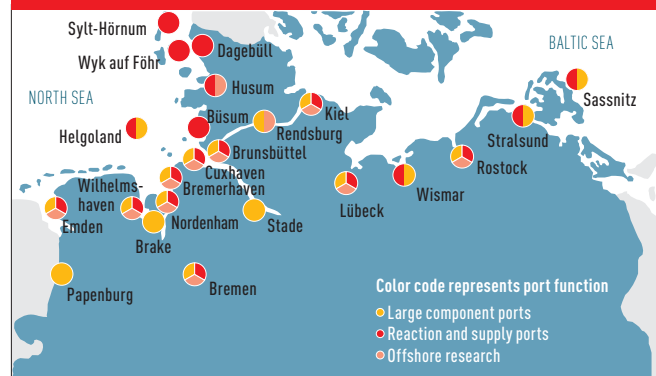 Sylt-Hörnum
Dagebüll
BALTIC SEA
Wyk auf Föhr
NORTH SEA
Husum
Sassnitz
Büsum
Kiel
Helgoland
Rendsburg
Stralsund
Brunsbüttel
Rostock
Cuxhaven
Wilhelms-
haven
Bremerhaven
Wismar
Lübeck
Emden
Nordenham
Stade
Brake
Papenburg
Bremen
Color code represents port function
Large component ports
Reaction and supply ports
Offshore research